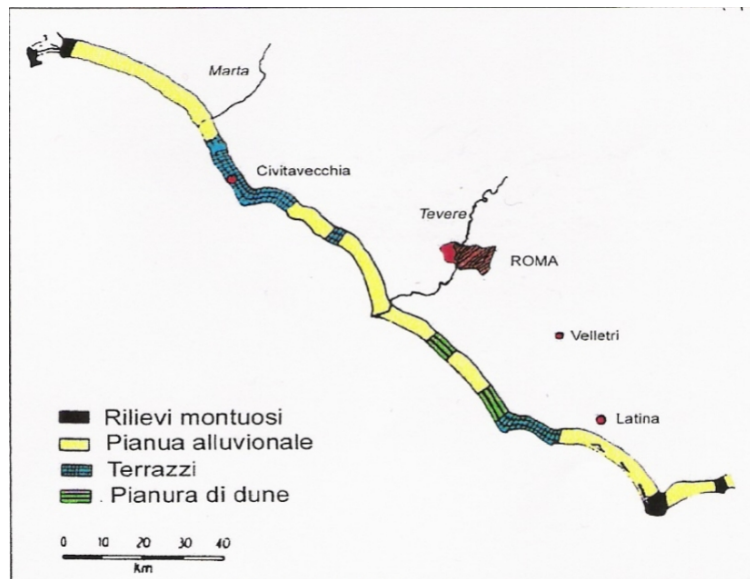 Marta
Civitavecchia
Tevere
ROMA
Velletri
Latina
Rilievi montuosi
Pianua alluvionale
Terrazzi
Pianura di dune
0 10 20 30 40
km